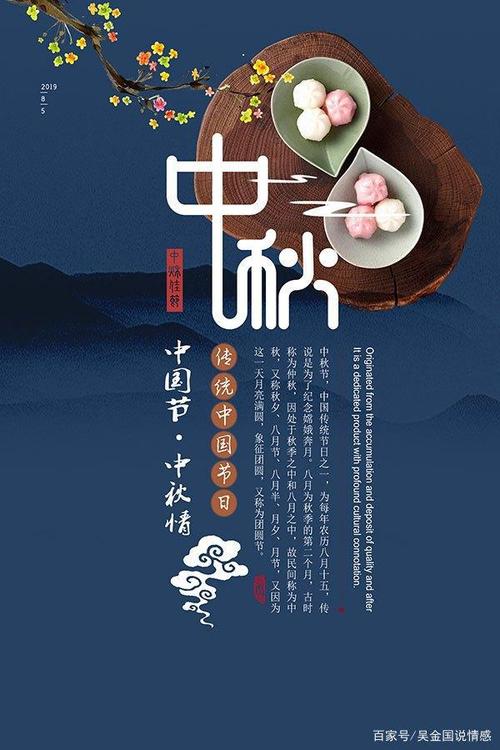 2019
8
5
中秋
中秋佳节
中国节·中秋情
传统中国节日
中秋节,中国传统节日之一,为每年农历八月十五,传
说是为了纪念嫦娥奔月。八月为秋季的第二个月,古时
称为仲秋,因处于秋季之中和八月之中,故民间称为中
秋,又称秋夕、八月节、八月半、月夕、月节,又因为
这一天月亮满圆,象征团圆,又称为团圆节。
Originated from the accumulation and deposit of quality and after
It is a dedicated product with profound cultural connotation.
百家号/吴金国说情感